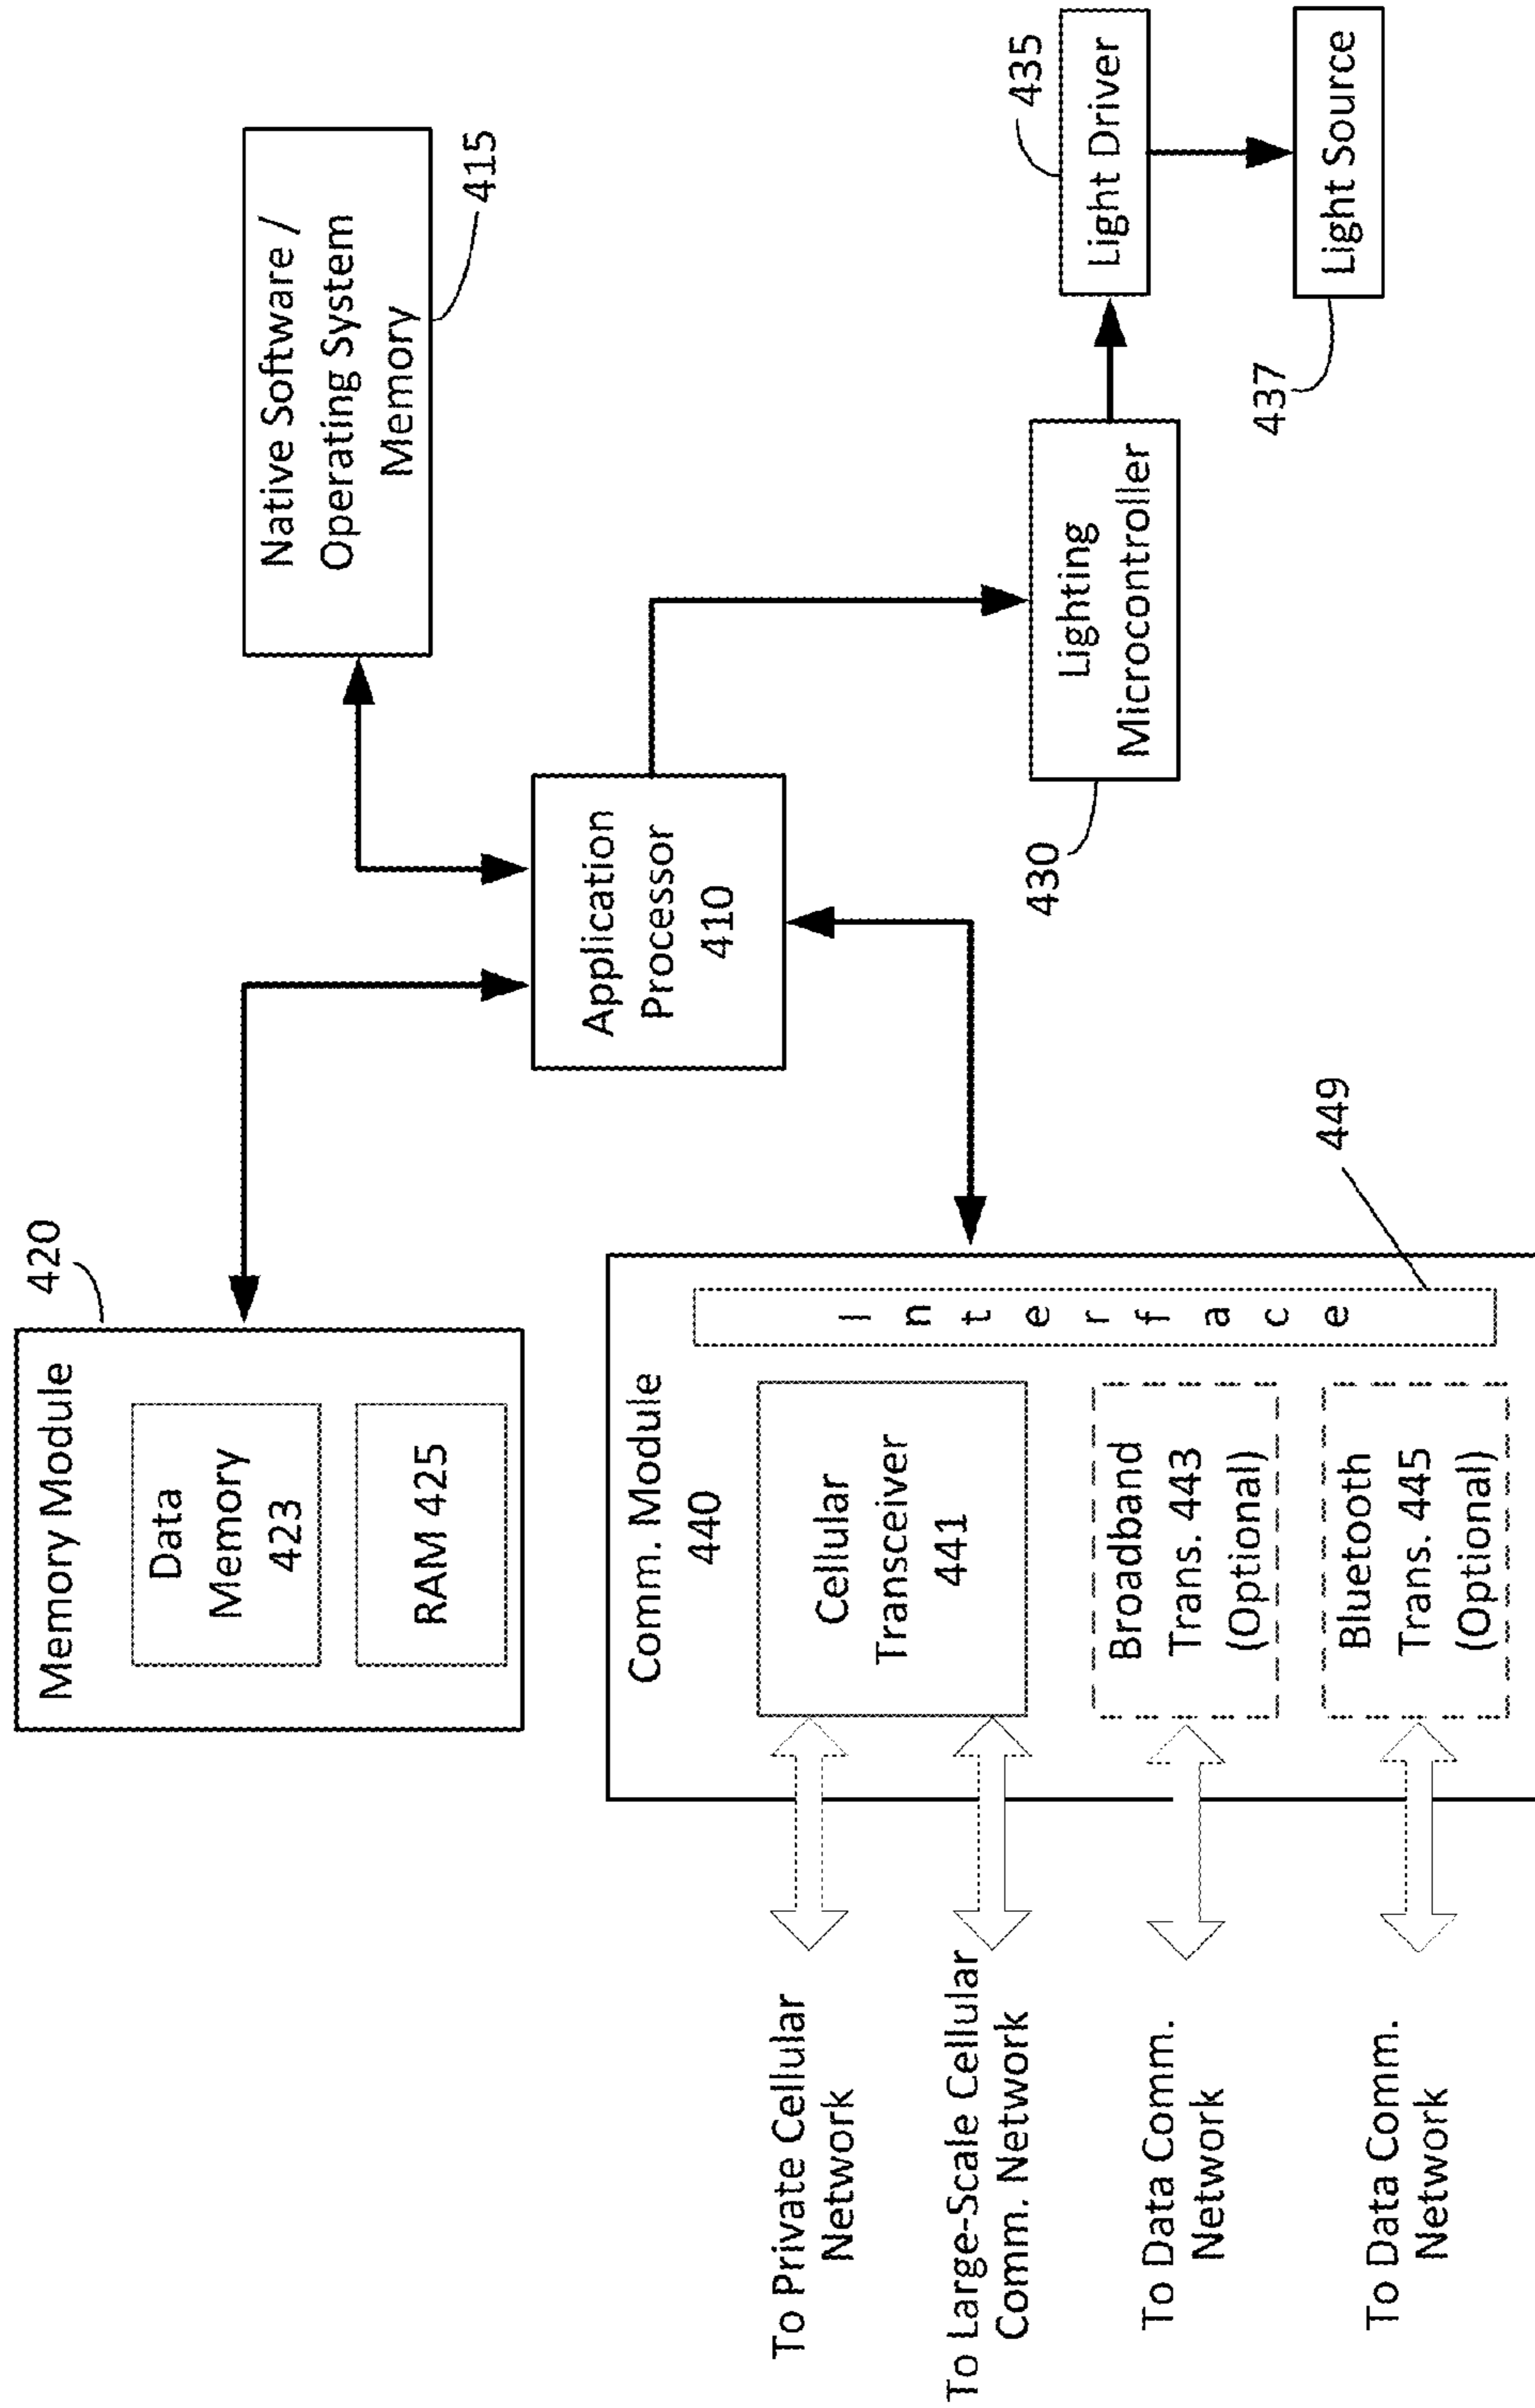 420
Memory Module
Data
Memory
423
RAM 425
Native Software /
Operating System
Memory
415
Application
Processor
410
Comm. Module
440
Cellular
Transceiver
441
Broadband
Trans. 443
(Optional)
Bluetooth
Trans. 445
(Optional)
I
n
t
e
r
f
a
c
e
449
To Private Cellular
Network
To Large-Scale Cellular
Comm. Network
To Data Comm.
Network
To Data Comm.
Network
430
Lighting
Microcontroller
435
Light Driver
437
Light Source